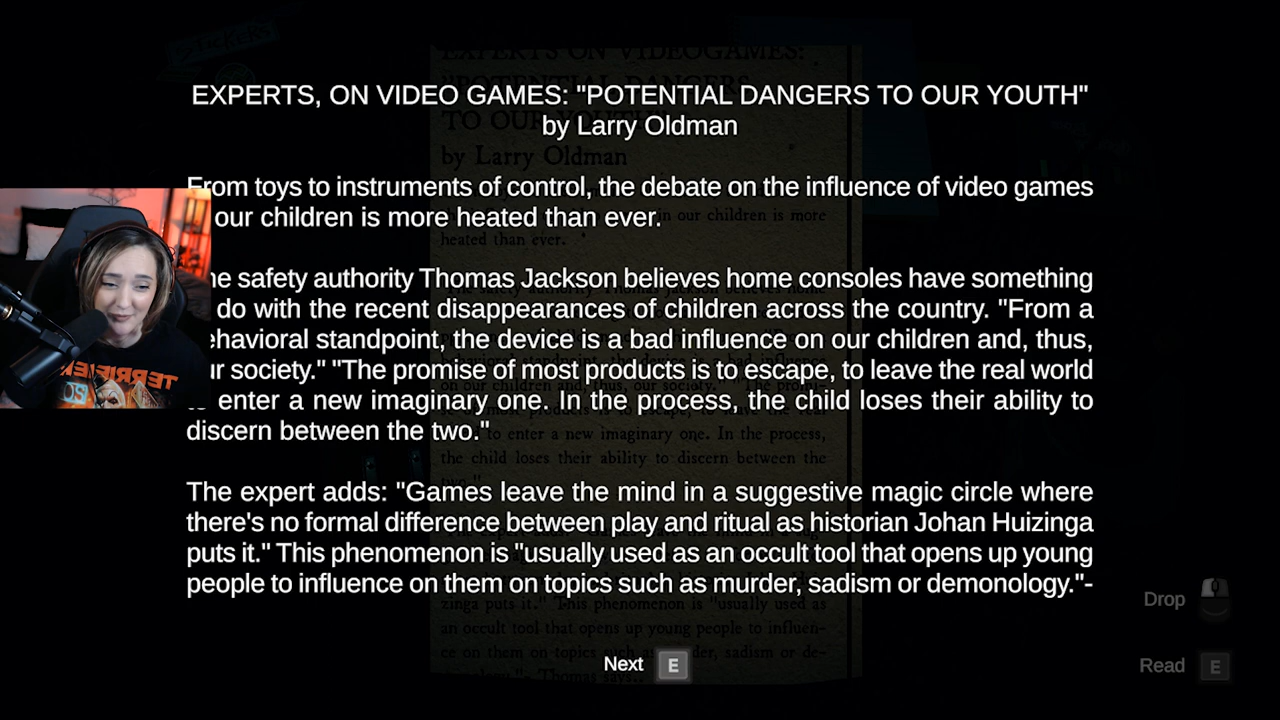 EXPERTS, ON VIDEO GAMES: "POTENTIAL DANGERS TO OUR YOUTH"
by Larry Oldman
From toys to instruments of control, the debate on the influence of video games
our children is more heated than ever.
safety authority Thomas Jackson believes home consoles have something
do with the recent disappearances of children across the country. "From a
behavioral standpoint, the device is a bad influence on our children and, thus,
our society." "The promise of most products is to escape, to leave the real world
to enter a new imaginary one. In the process, the child loses their ability to
discern between the two."
The expert adds: "Games leave the mind in a suggestive magic circle where
there's no formal difference between play and ritual as historian Johan Huizinga
puts it." This phenomenon is "usually used as an occult tool that opens up young
people to influence on them on topics such as murder, sadism or demonology."-
Drop
Next E
Read E